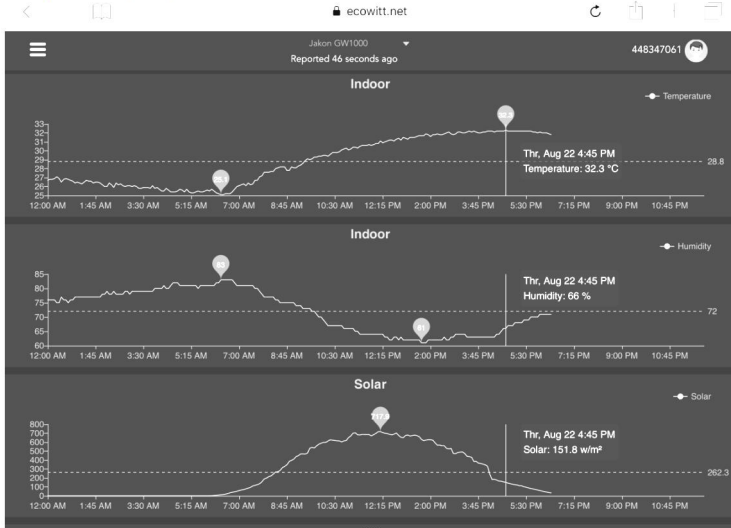 ecowitt.net
Jakon GW1000
Reported 46 seconds ago
448347061
Indoor
Temperature
33
32
31
30
29
28
27
26
25
32.3
25.1
28.8
Thr, Aug 22 4:45 PM
Temperature: 32.3 °C
12:00 AM 1:45 AM 3:30 AM 5:15 AM 7:00 AM 8:45 AM 10:30 AM 12:15 PM 2:00 PM 3:45 PM 5:30 PM 7:15 PM 9:00 PM 10:45 PM
Indoor
Humidity
85
80
75
70
65
60
83
61
72
Thr, Aug 22 4:45 PM
Humidity: 66 %
12:00 AM 1:45 AM 3:30 AM 5:15 AM 7:00 AM 8:45 AM 10:30 AM 12:15 PM 2:00 PM 3:45 PM 5:30 PM 7:15 PM 9:00 PM 10:45 PM
Solar
Solar
800
700
600
500
400
300
200
100
0
717.6
262.3
Thr, Aug 22 4:45 PM
Solar: 151.8 w/m²
12:00 AM 1:45 AM 3:30 AM 5:15 AM 7:00 AM 8:45 AM 10:30 AM 12:15 PM 2:00 PM 3:45 PM 5:30 PM 7:15 PM 9:00 PM 10:45 PM